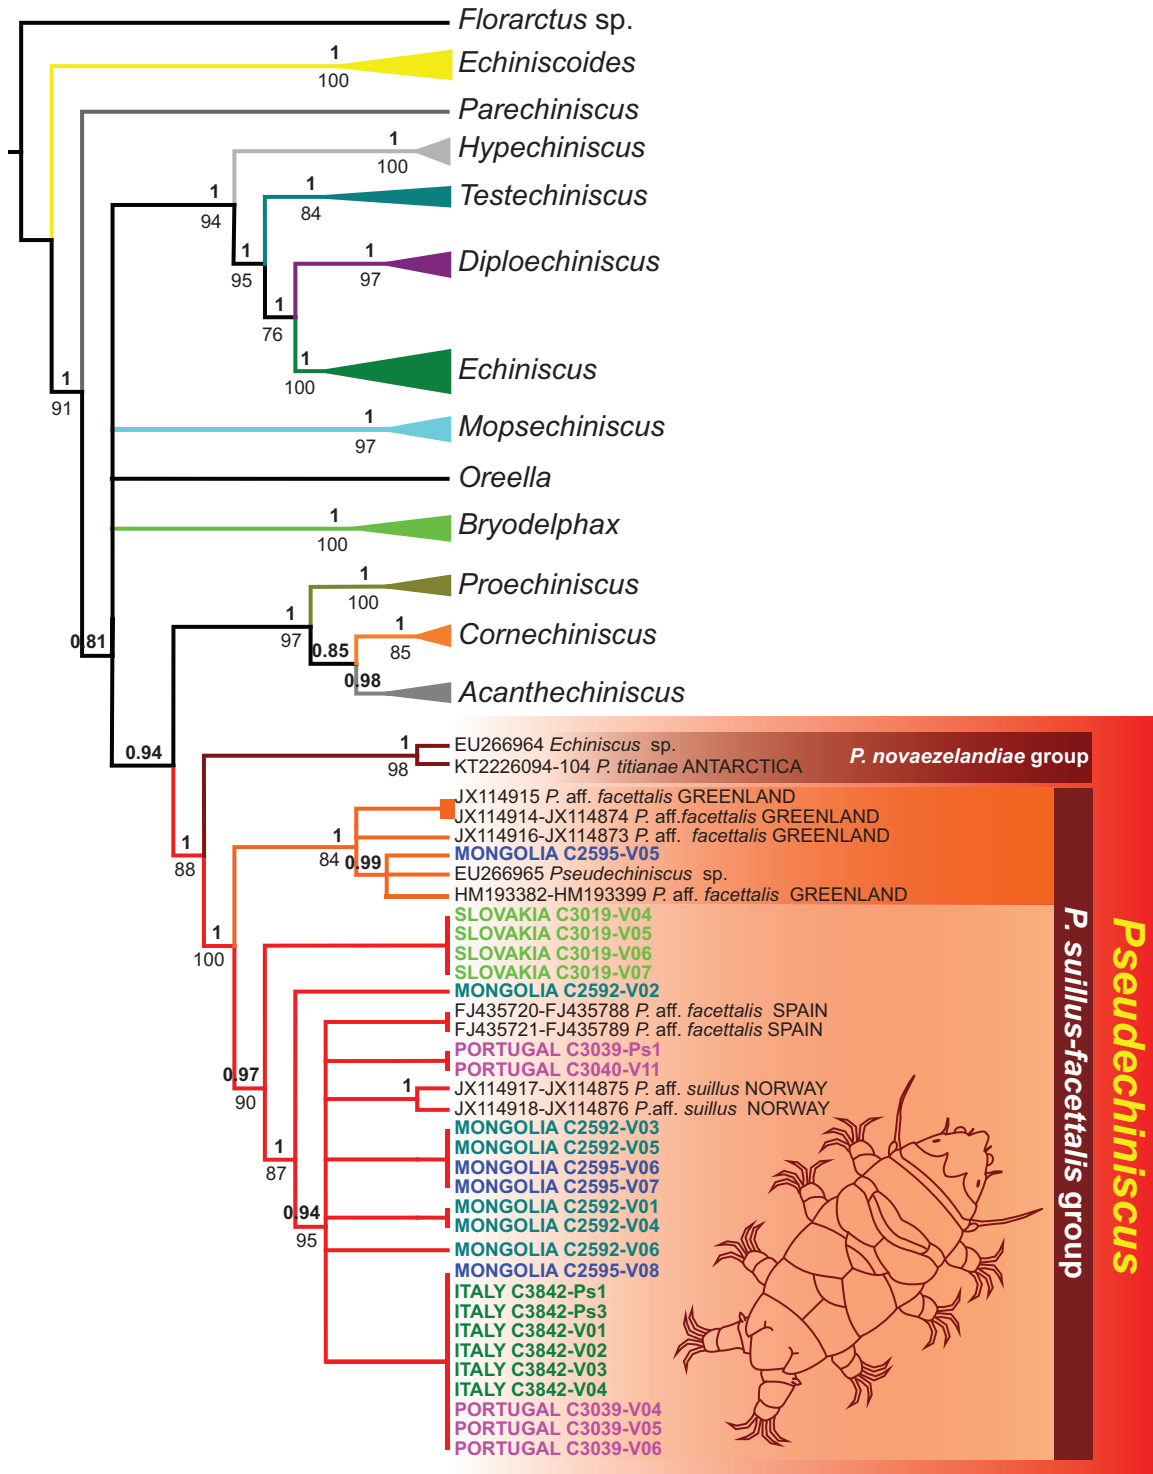 Florarctus sp.
1
Echiniscoides
100
Parechiniscus
1
Hypechiniscus
100
1
1
Testechiniscus
94
84
1
1
Diploechiniscus
95
97
1
76
1
Echiniscus
100
1
91
1
Mopsechiniscus
97
Oreella
1
Bryodelphax
100
1
Proechiniscus
100
1
1
Cornechiniscus
97
0.81
0.85
85
0.98
Acanthechiniscus
0.94
1
EU266964 Echiniscus sp.
98
KT2226094-104 P. titianae ANTARCTICA
P. novaezelandiae group
JX114915 P. aff. facettalis GREENLAND
JX114914-JX114874 P. aff.facettalis GREENLAND
1
JX114916-JX114873 P. aff. facettalis GREENLAND
1
84
0.99
MONGOLIA C2595-V05
88
EU266965 Pseudechiniscus sp.
HM193382-HM193399 P. aff. facettalis GREENLAND
SLOVAKIA C3019-V04
1
SLOVAKIA C3019-V05
100
SLOVAKIA C3019-V06
SLOVAKIA C3019-V07
MONGOLIA C2592-V02
FJ435720-FJ435788 P. aff. facettalis SPAIN
FJ435721-FJ435789 P. aff. facettalis SPAIN
PORTUGAL C3039-Ps1
0.97
PORTUGAL C3040-V11
90
1
JX114917-JX114875 P. aff. suillus NORWAY
JX114918-JX114876 P.aff. suillus NORWAY
MONGOLIA C2592-V03
1
MONGOLIA C2592-V05
87
MONGOLIA C2595-V06
MONGOLIA C2595-V07
0.94
MONGOLIA C2592-V01
95
MONGOLIA C2592-V04
MONGOLIA C2592-V06
MONGOLIA C2595-V08
ITALY C3842-Ps1
ITALY C3842-Ps3
ITALY C3842-V01
ITALY C3842-V02
ITALY C3842-V03
ITALY C3842-V04
PORTUGAL C3039-V04
PORTUGAL C3039-V05
PORTUGAL C3039-V06
P. suillus-facettalis group
Pseudechiniscus